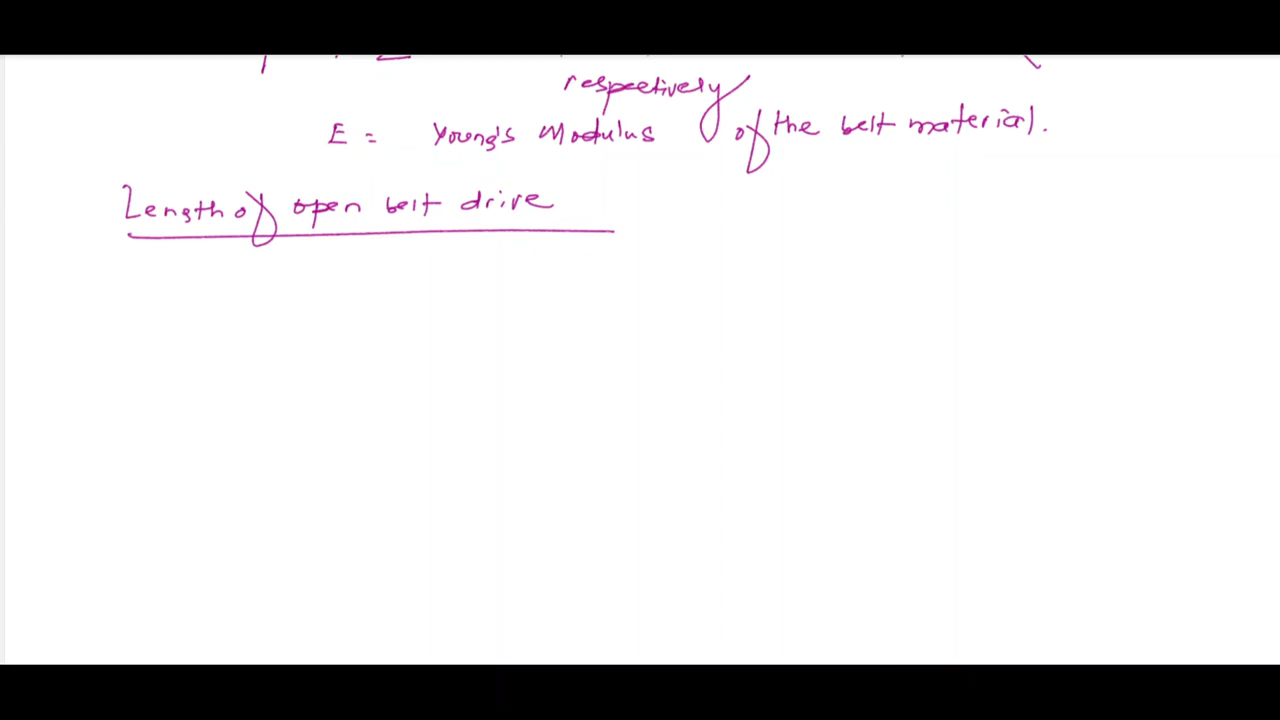 respectively
E = Young's Modulus of the belt material.
Length of open belt drive